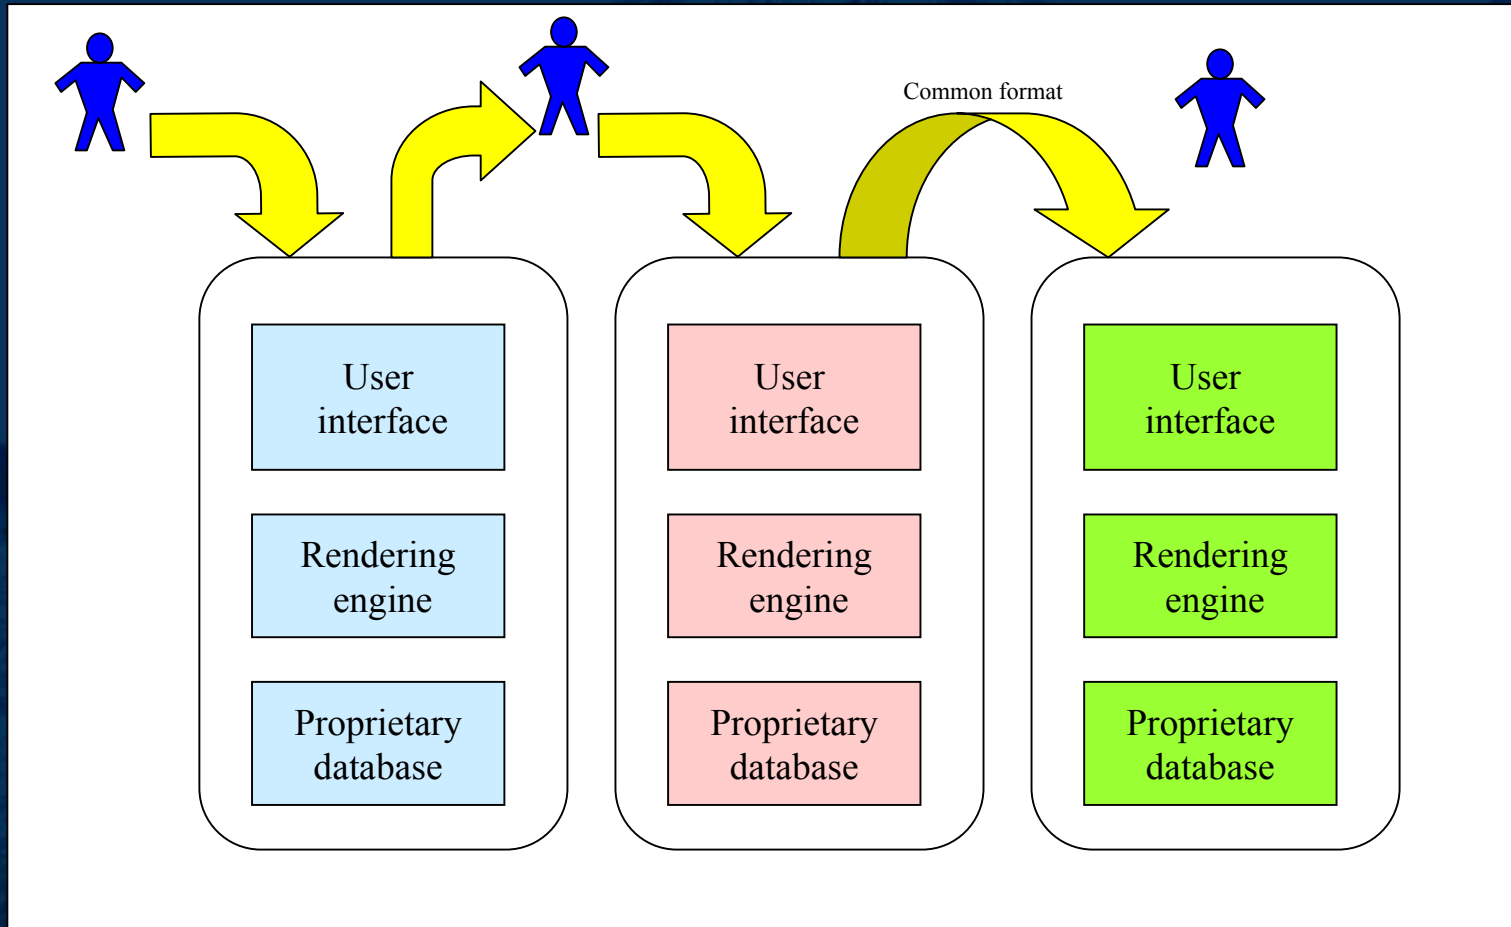 Common format
User
interface
Rendering
engine
Proprietary
database
User
interface
Rendering
engine
Proprietary
database
User
interface
Rendering
engine
Proprietary
database